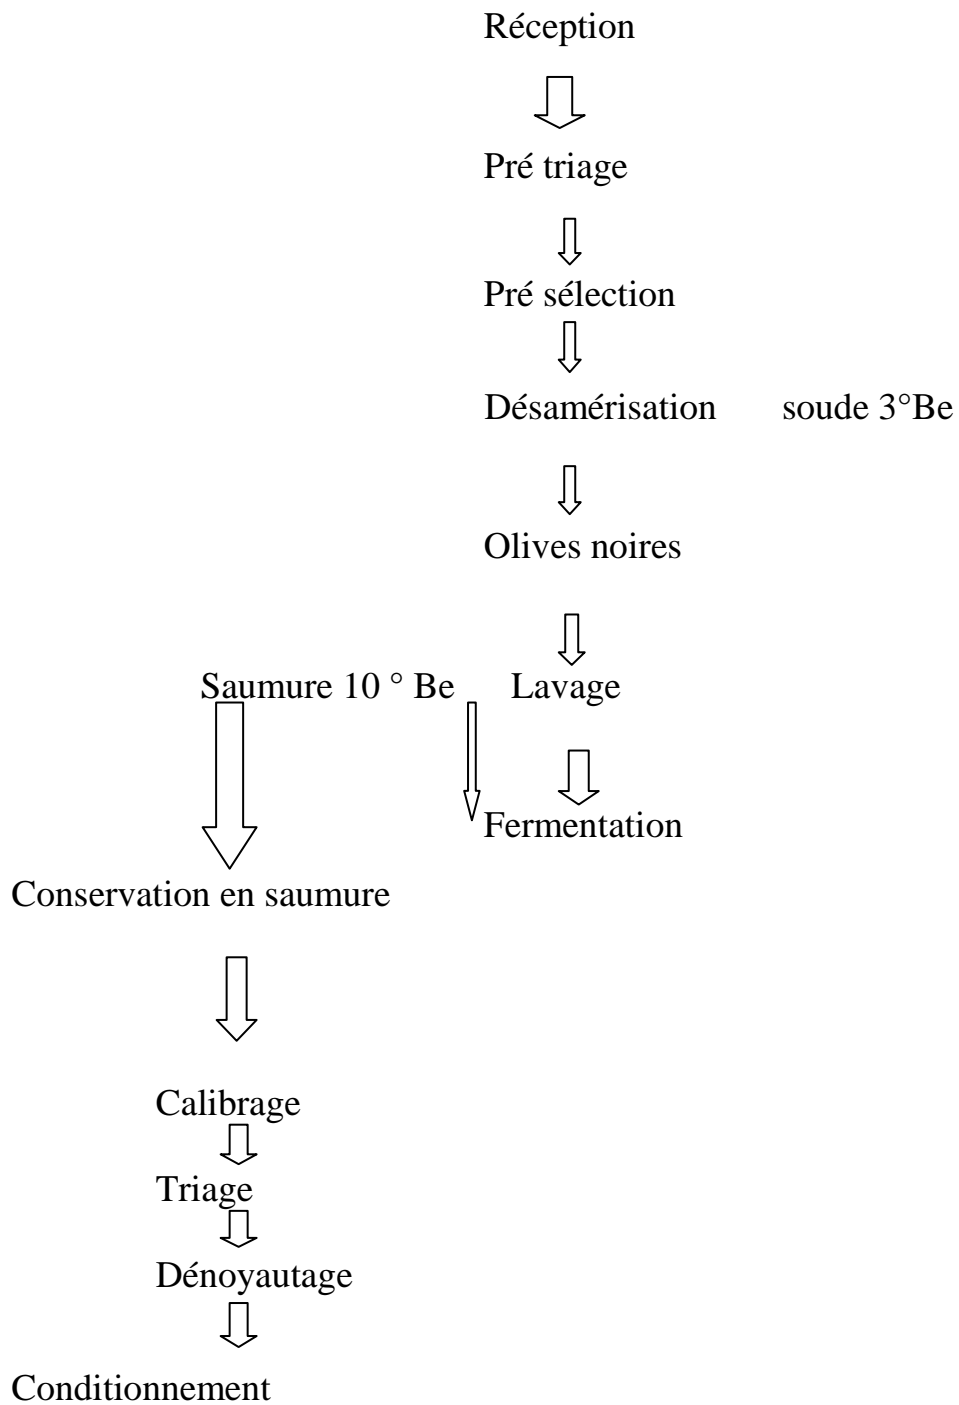 Réception
Pré triage
Pré sélection
Désamérisation soude 3°Be
Olives noires
Saumure 10 ° Be Lavage
Fermentation
Conservation en saumure
Calibrage
Triage
Dénoyautage
Conditionnement